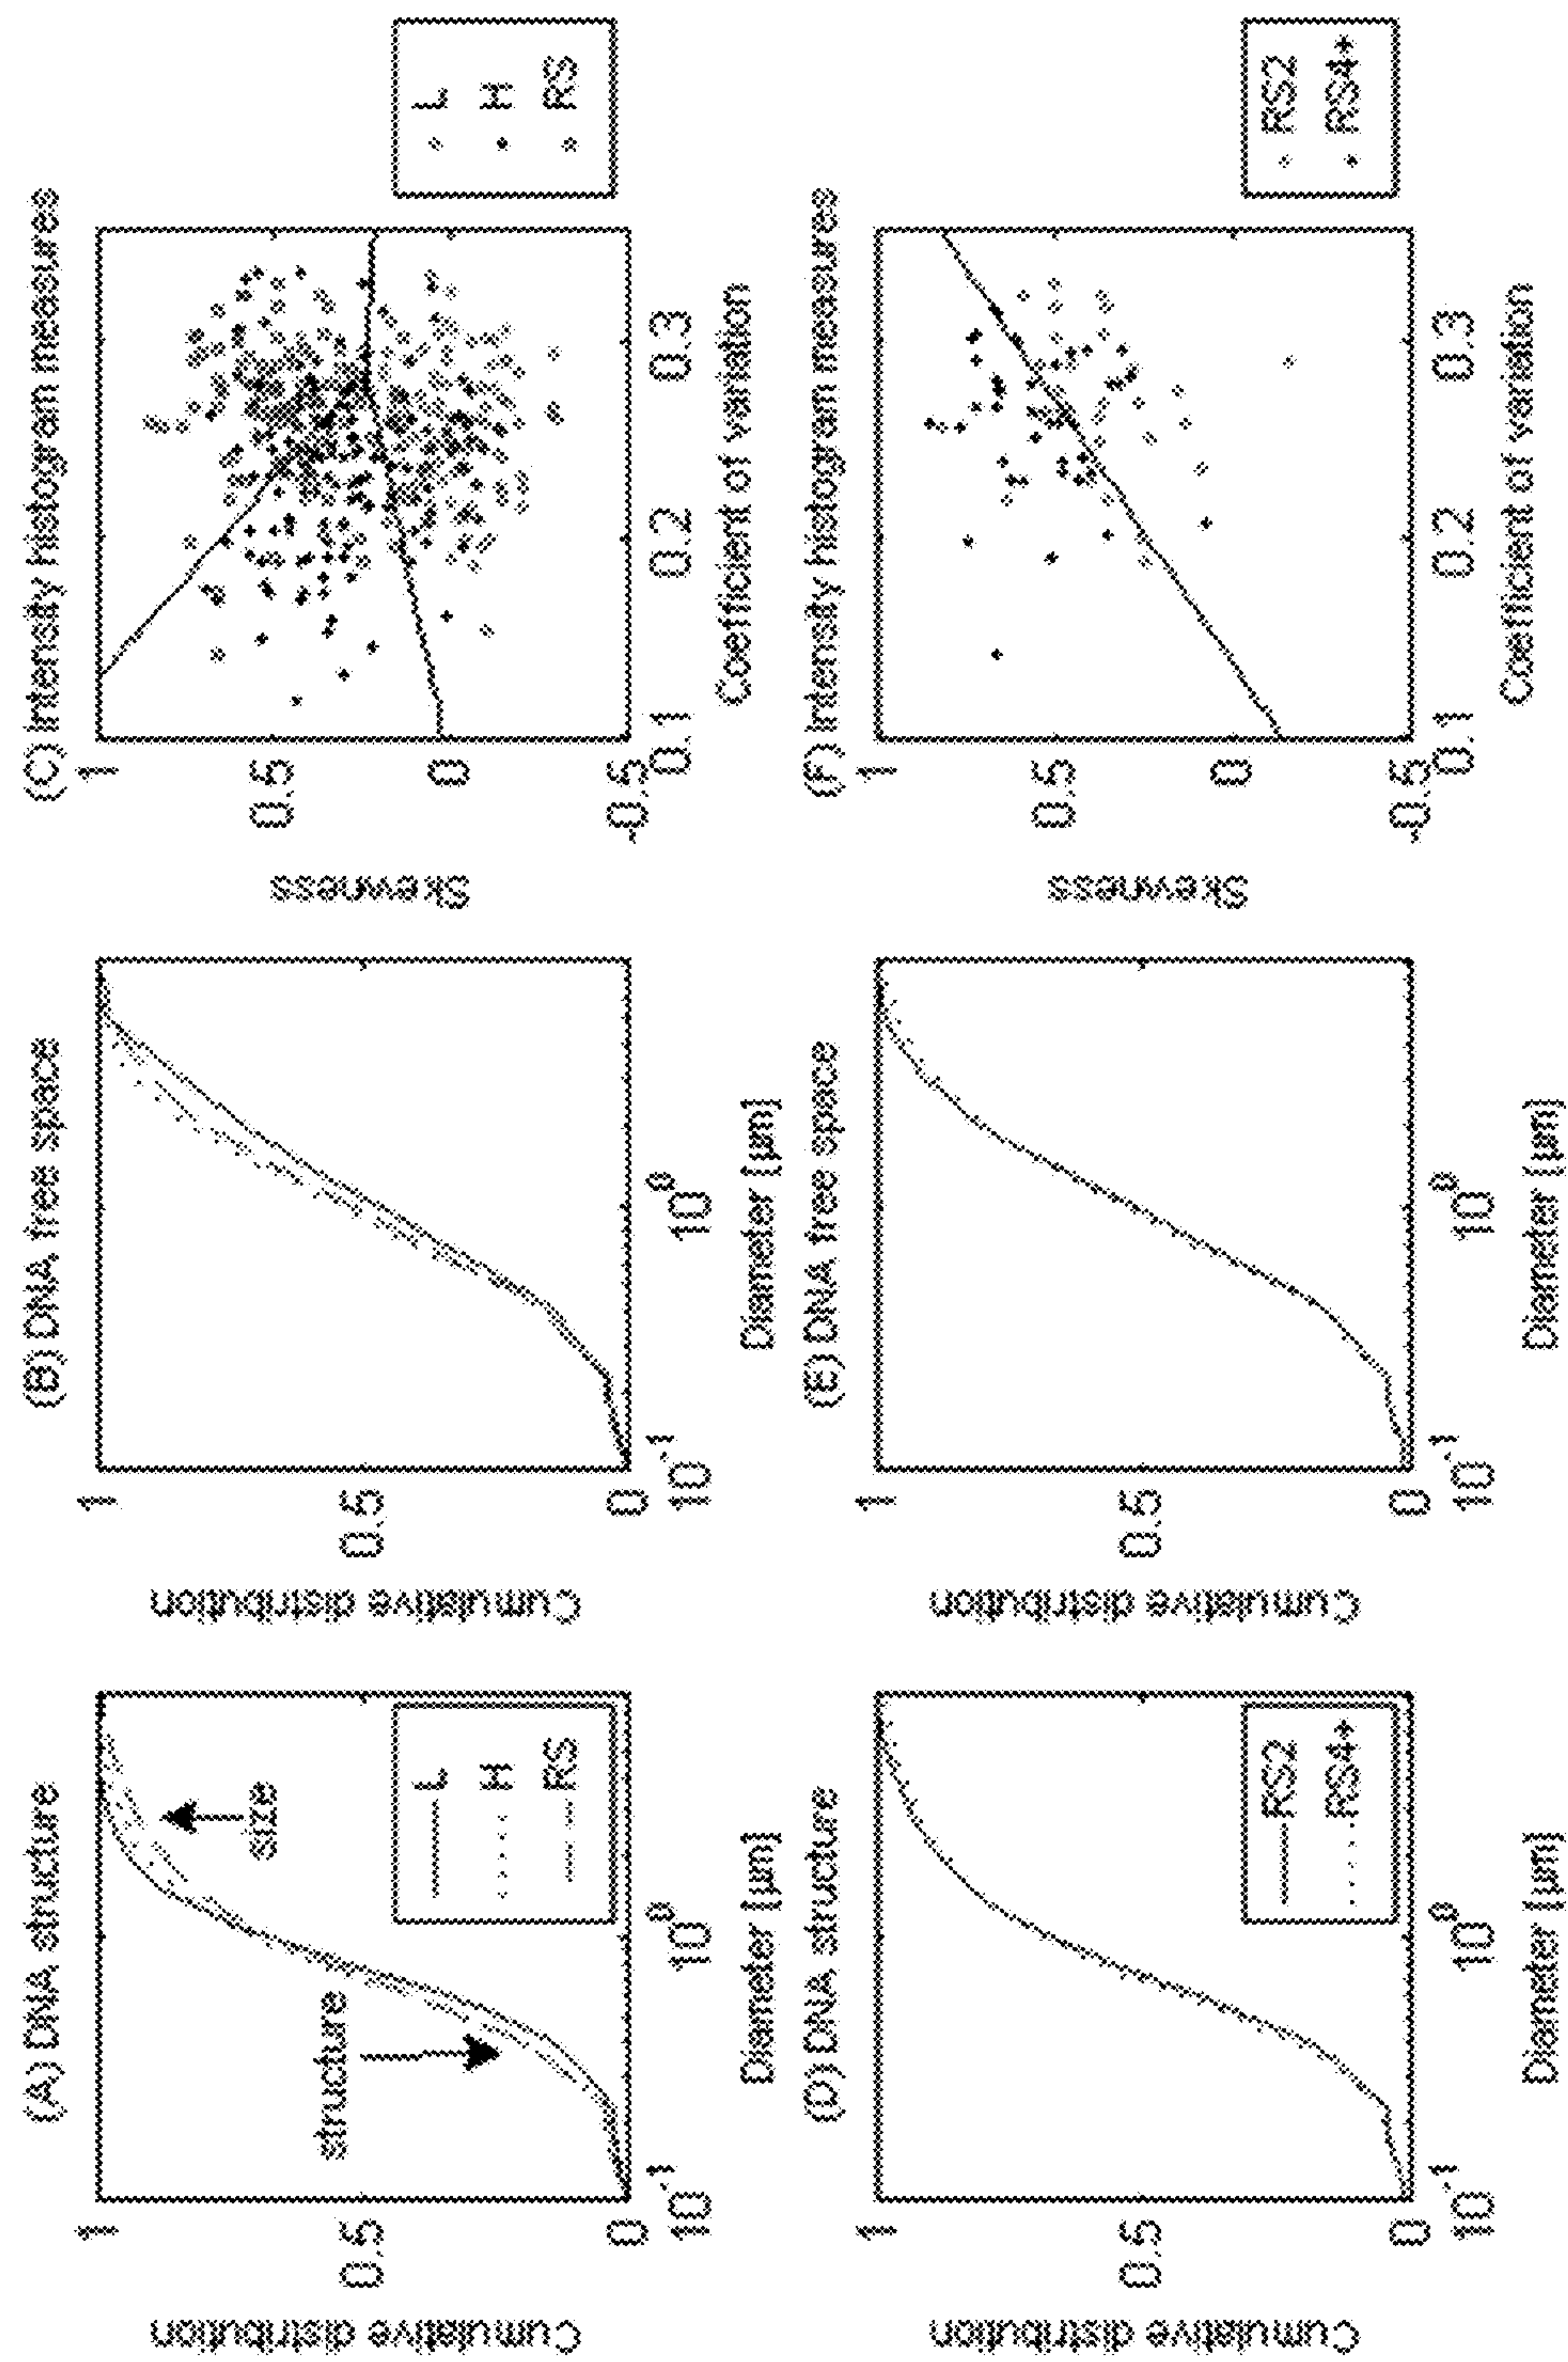 (A) DNA structure
Cumulative distribution
1
0.5
0
structure
size
L
H
RS
10-1
100
Diameter [µm]
(B) DNA free space
Cumulative distribution
1
0.5
0
10-1
100
Diameter [µm]
(C) Intensity histogram measures
Skewness
1
0.5
0
-0.5
0.1
0.2
0.3
Coefficient of variation
L
H
RS
(D) DNA structure
Cumulative distribution
1
0.5
0
RS2
RS4+
10-1
100
Diameter [µm]
(E) DNA free space
Cumulative distribution
1
0.5
0
10-1
100
Diameter [µm]
(F) Intensity histogram measures
Skewness
1
0.5
0
-0.5
0.1
0.2
0.3
Coefficient of variation
RS2
RS4+